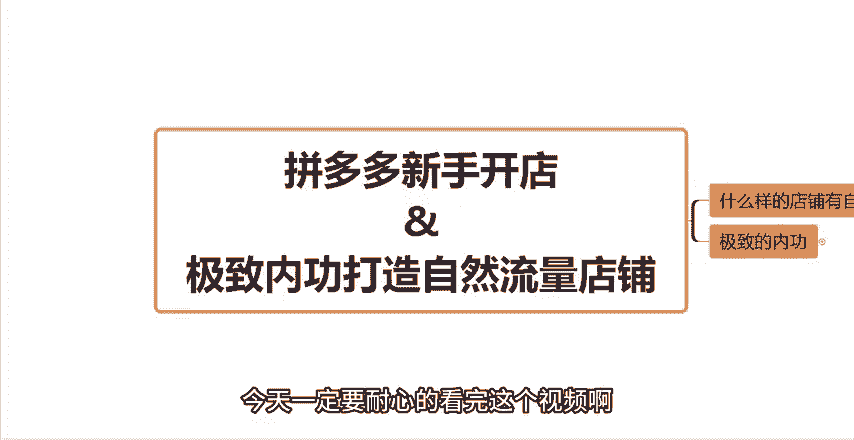 拼多多新手开店
&
极致内功打造自然流量店铺
什么样的店铺有自
极致的内功
今天一定要耐心的看完这个视频啊